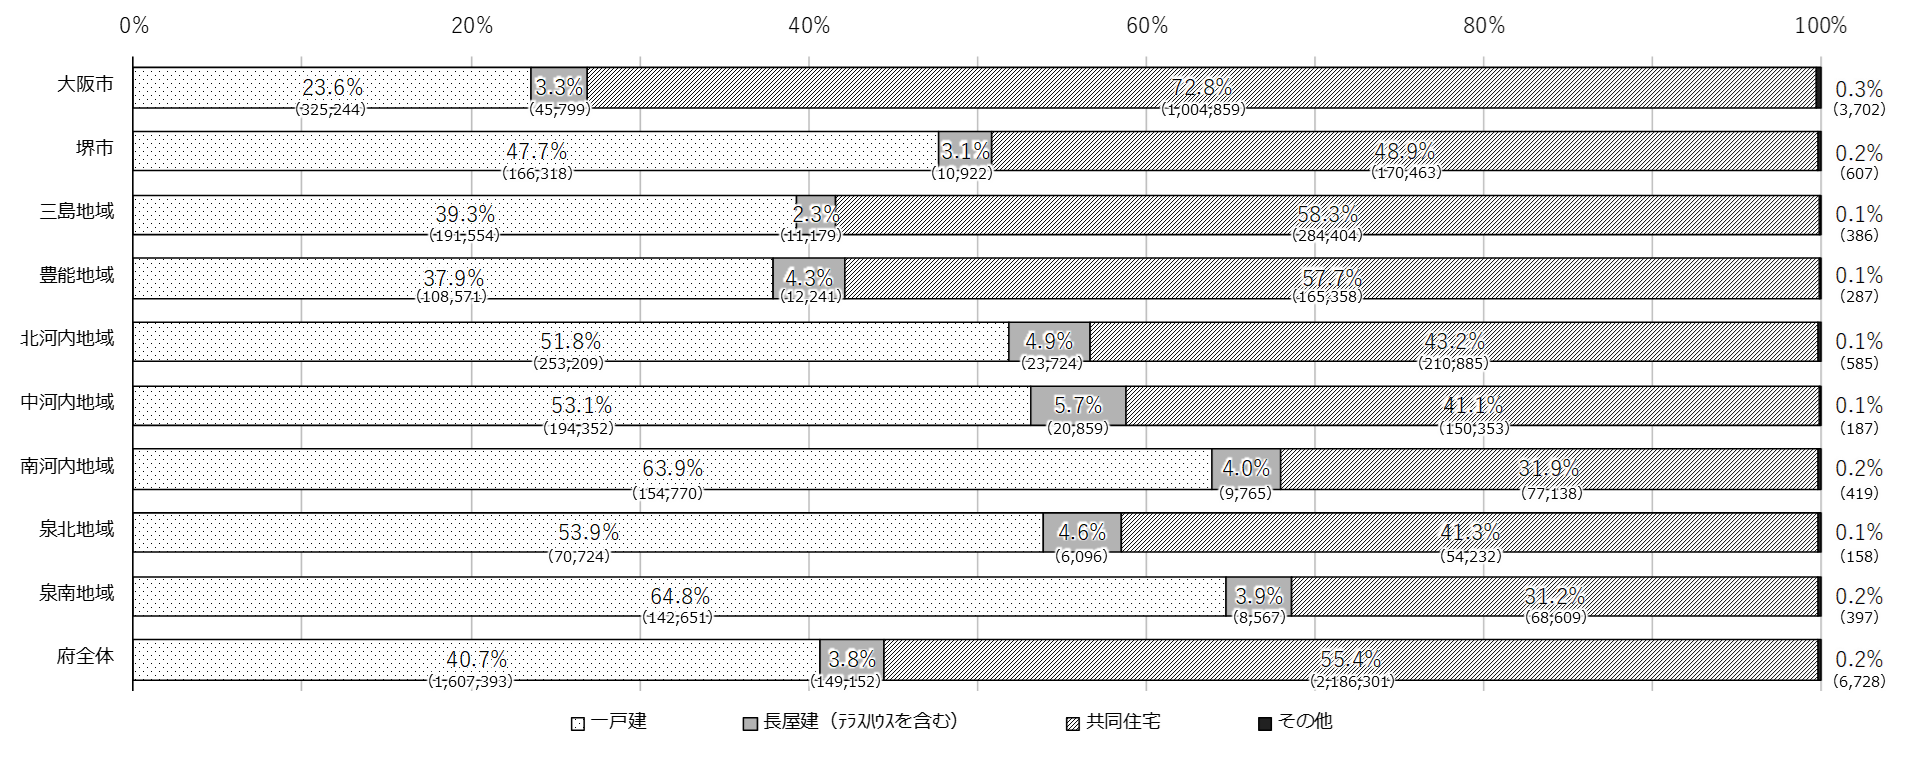 0% 20% 40% 60% 80% 100%
大阪市 23.6% 3.3% 72.8% 0.3%
(325,244) (45,799) (1,004,859) (3,702)
堺市 47.7% 3.1% 48.9% 0.2%
(166,318) (10,922) (170,463) (607)
三島地域 39.3% 2.3% 58.3% 0.1%
(191,554) (11,179) (284,404) (386)
豊能地域 37.9% 4.3% 57.7% 0.1%
(108,571) (12,241) (165,358) (287)
北河内地域 51.8% 4.9% 43.2% 0.1%
(253,209) (23,724) (210,885) (585)
中河内地域 53.1% 5.7% 41.1% 0.1%
(194,352) (20,859) (150,353) (187)
南河内地域 63.9% 4.0% 31.9% 0.2%
(154,770) (9,765) (77,138) (419)
泉北地域 53.9% 4.6% 41.3% 0.1%
(70,724) (6,096) (54,232) (158)
泉南地域 64.8% 3.9% 31.2% 0.2%
(142,651) (8,567) (68,609) (397)
府全体 40.7% 3.8% 55.4% 0.2%
(1,607,393) (149,152) (2,186,301) (6,728)
一戸建 長屋建（ﾃﾗｽﾊｳｽを含む） 共同住宅 その他